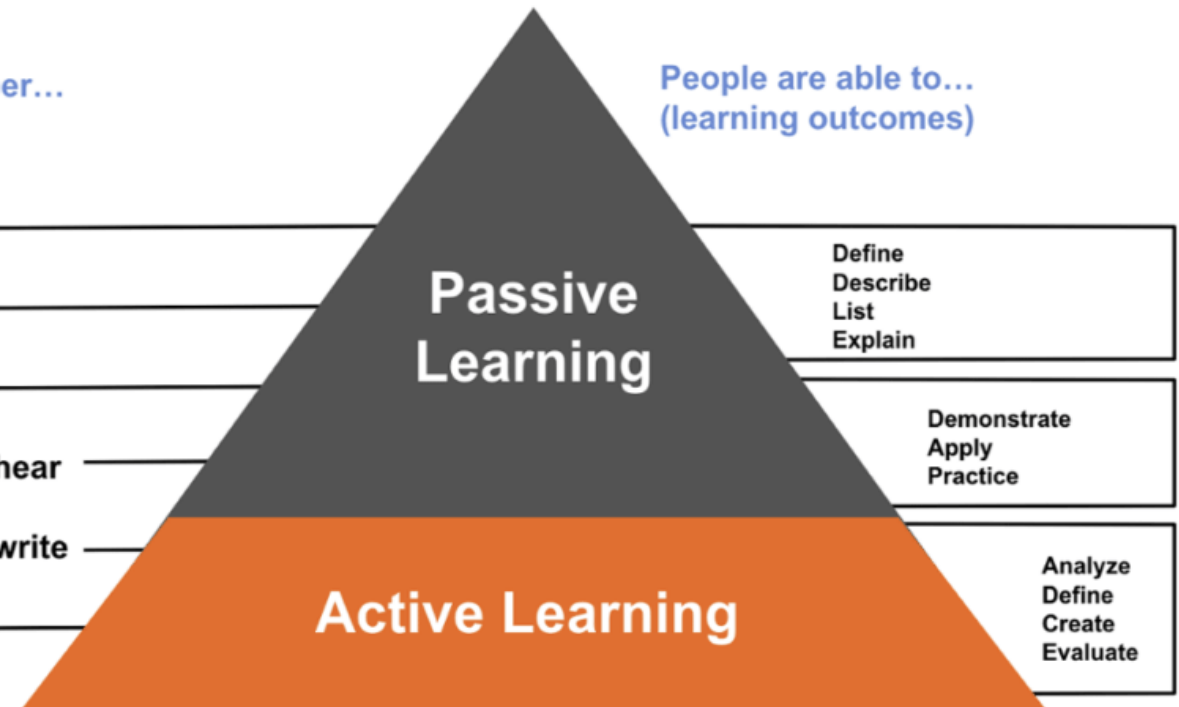 er…
People are able to…
(learning outcomes)
Define
Describe
List
Explain
Passive
Learning
Demonstrate
Apply
Practice
hear
write
Analyze
Define
Create
Evaluate
Active Learning